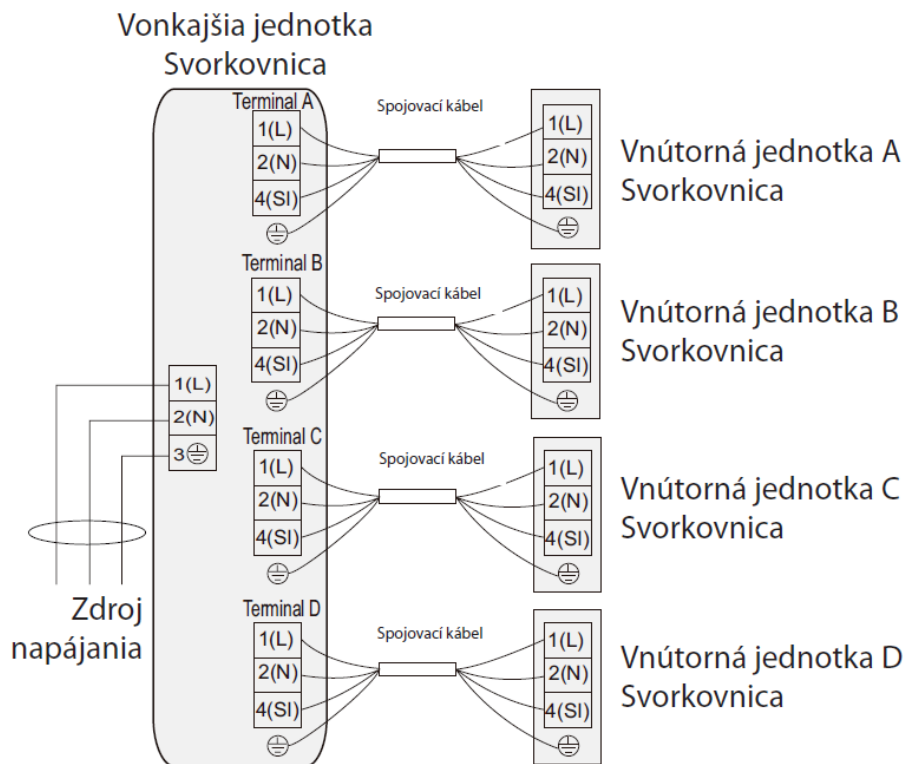 Vonkajšia jednotka
Svorkovnica
Terminal A
1(L)
2(N)
4(SI)
Spojovací kábel
1(L)
2(N)
4(SI)
Vnútorná jednotka A
Svorkovnica
Terminal B
1(L)
2(N)
4(SI)
Spojovací kábel
1(L)
2(N)
4(SI)
Vnútorná jednotka B
Svorkovnica
1(L)
2(N)
3
Zdroj
napájania
Terminal C
1(L)
2(N)
4(SI)
Spojovací kábel
1(L)
2(N)
4(SI)
Vnútorná jednotka C
Svorkovnica
Terminal D
1(L)
2(N)
4(SI)
Spojovací kábel
1(L)
2(N)
4(SI)
Vnútorná jednotka D
Svorkovnica